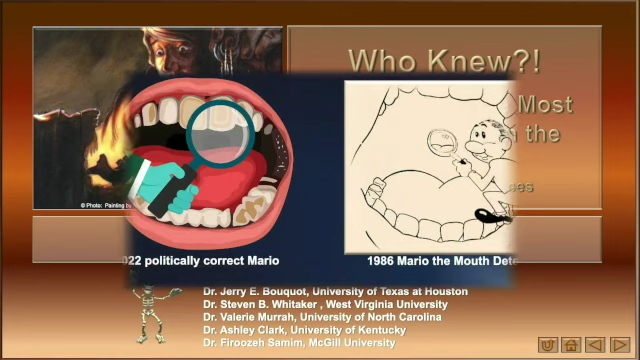 Who Knew?!
Most
the
© Photo: Painting
022 politically correct Mario
1986 Mario the Mouth Dete
Dr. Jerry E. Bouquot, University of Texas at Houston
Dr. Steven B. Whitaker , West Virginia University
Dr. Valerie Murrah, University of North Carolina
Dr. Ashley Clark, University of Kentucky
Dr. Firoozeh Samim, McGill University